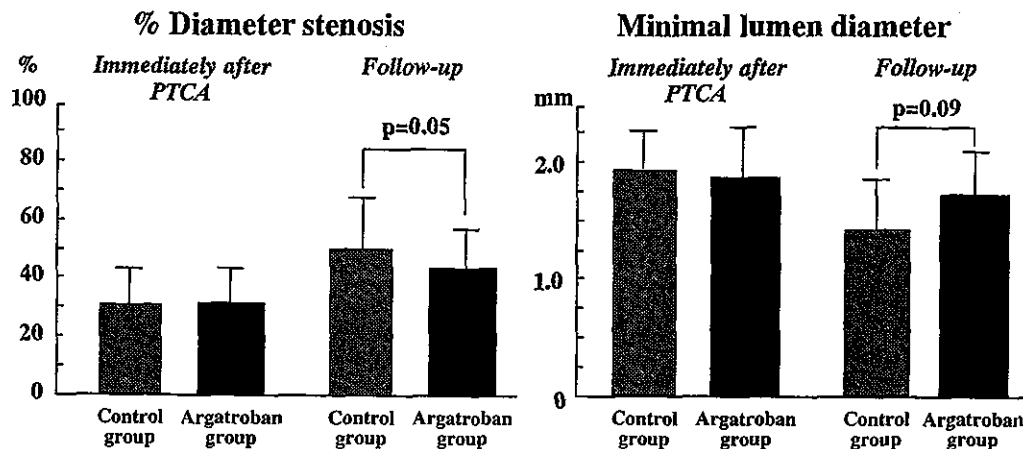 % Diameter stenosis
%
Immediately after
PTCA
Follow-up
100
80
60
40
20
0
p=0.05
Control
group
Argatroban
group
Control
group
Argatroban
group
Minimal lumen diameter
mm
Immediately after
PTCA
Follow-up
2.0
1.0
0
p=0.09
Control
group
Argatroban
group
Control
group
Argatroban
group